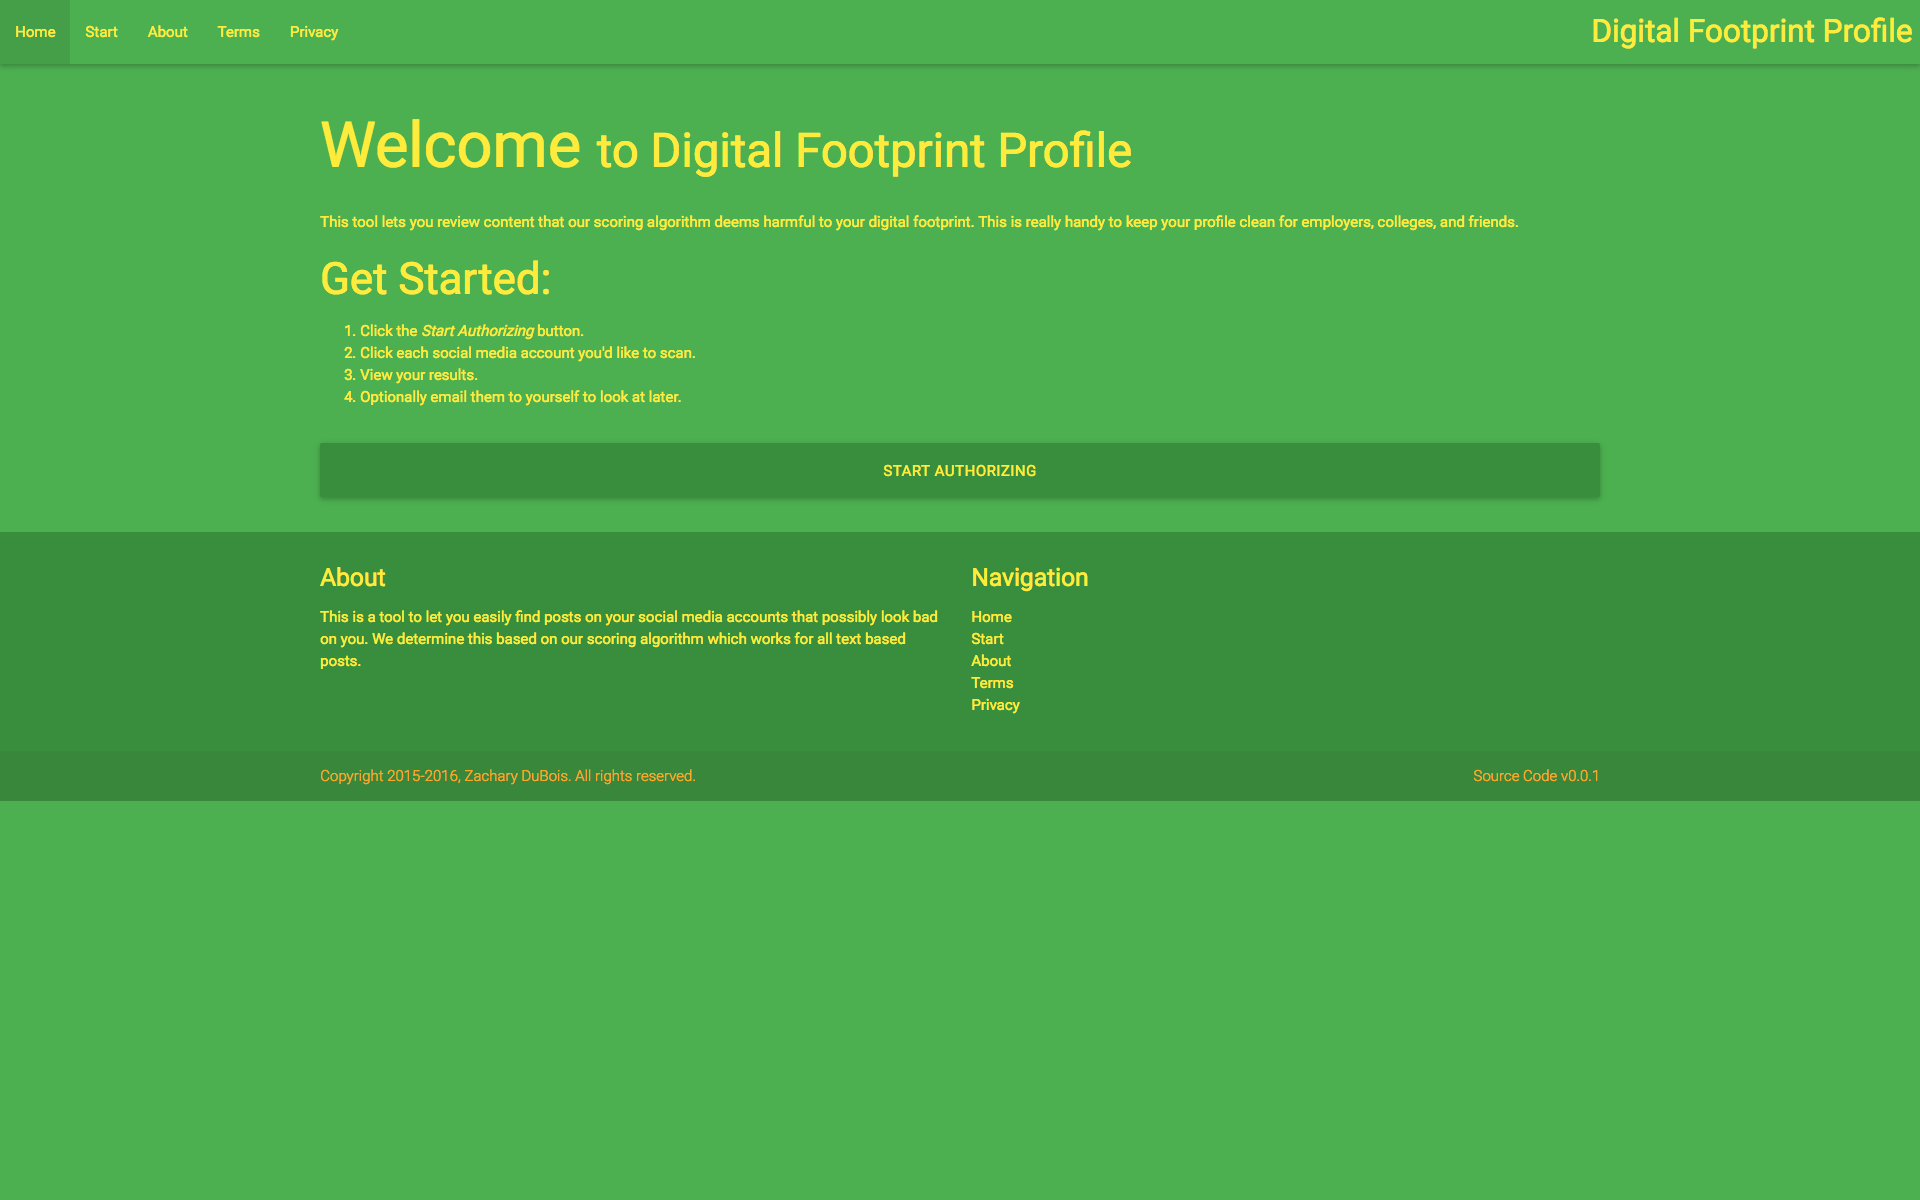 Home Start About Terms Privacy Digital Footprint Profile
Welcome to Digital Footprint Profile
This tool lets you review content that our scoring algorithm deems harmful to your digital footprint. This is really handy to keep your profile clean for employers, colleges, and friends.
Get Started:
1. Click the Start Authorizing button.
2. Click each social media account you'd like to scan.
3. View your results.
4. Optionally email them to yourself to look at later.
START AUTHORIZING
About
This is a tool to let you easily find posts on your social media accounts that possibly look bad
on you. We determine this based on our scoring algorithm which works for all text based
posts.
Navigation
Home
Start
About
Terms
Privacy
Copyright 2015-2016, Zachary DuBois. All rights reserved. Source Code v0.0.1